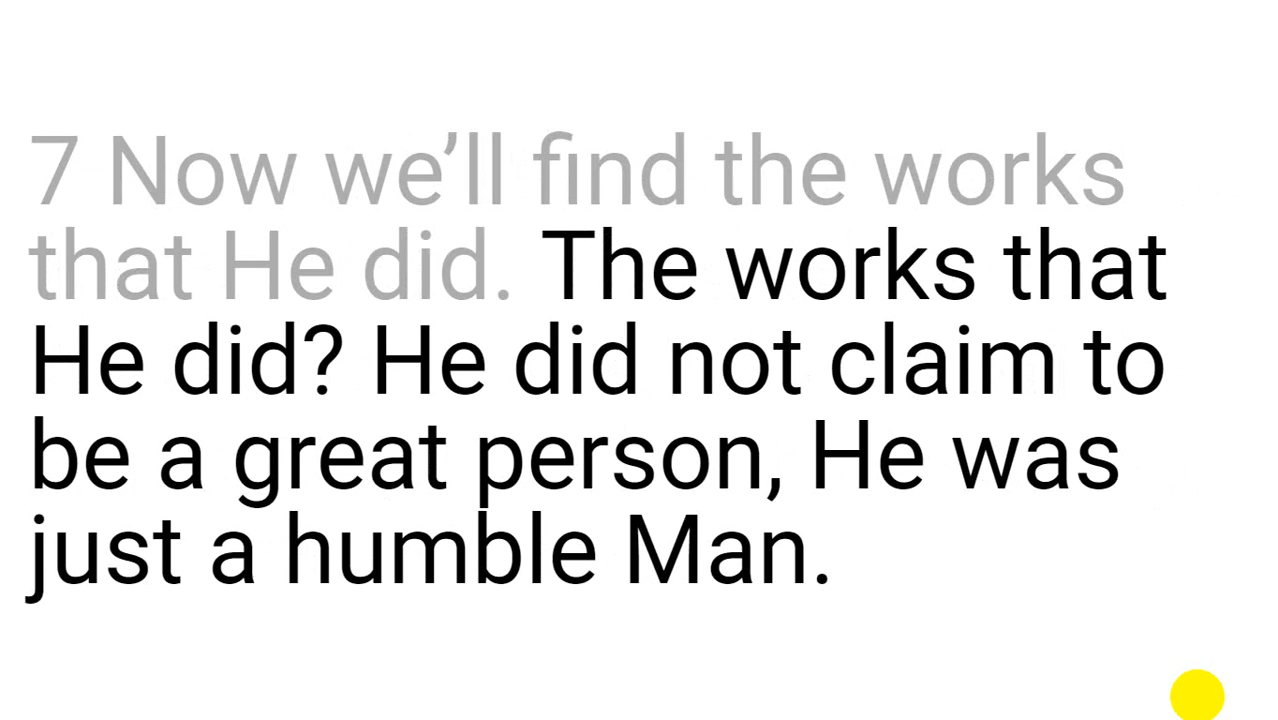 7 Now we’ll find the works
that He did. The works that
He did? He did not claim to
be a great person, He was
just a humble Man.